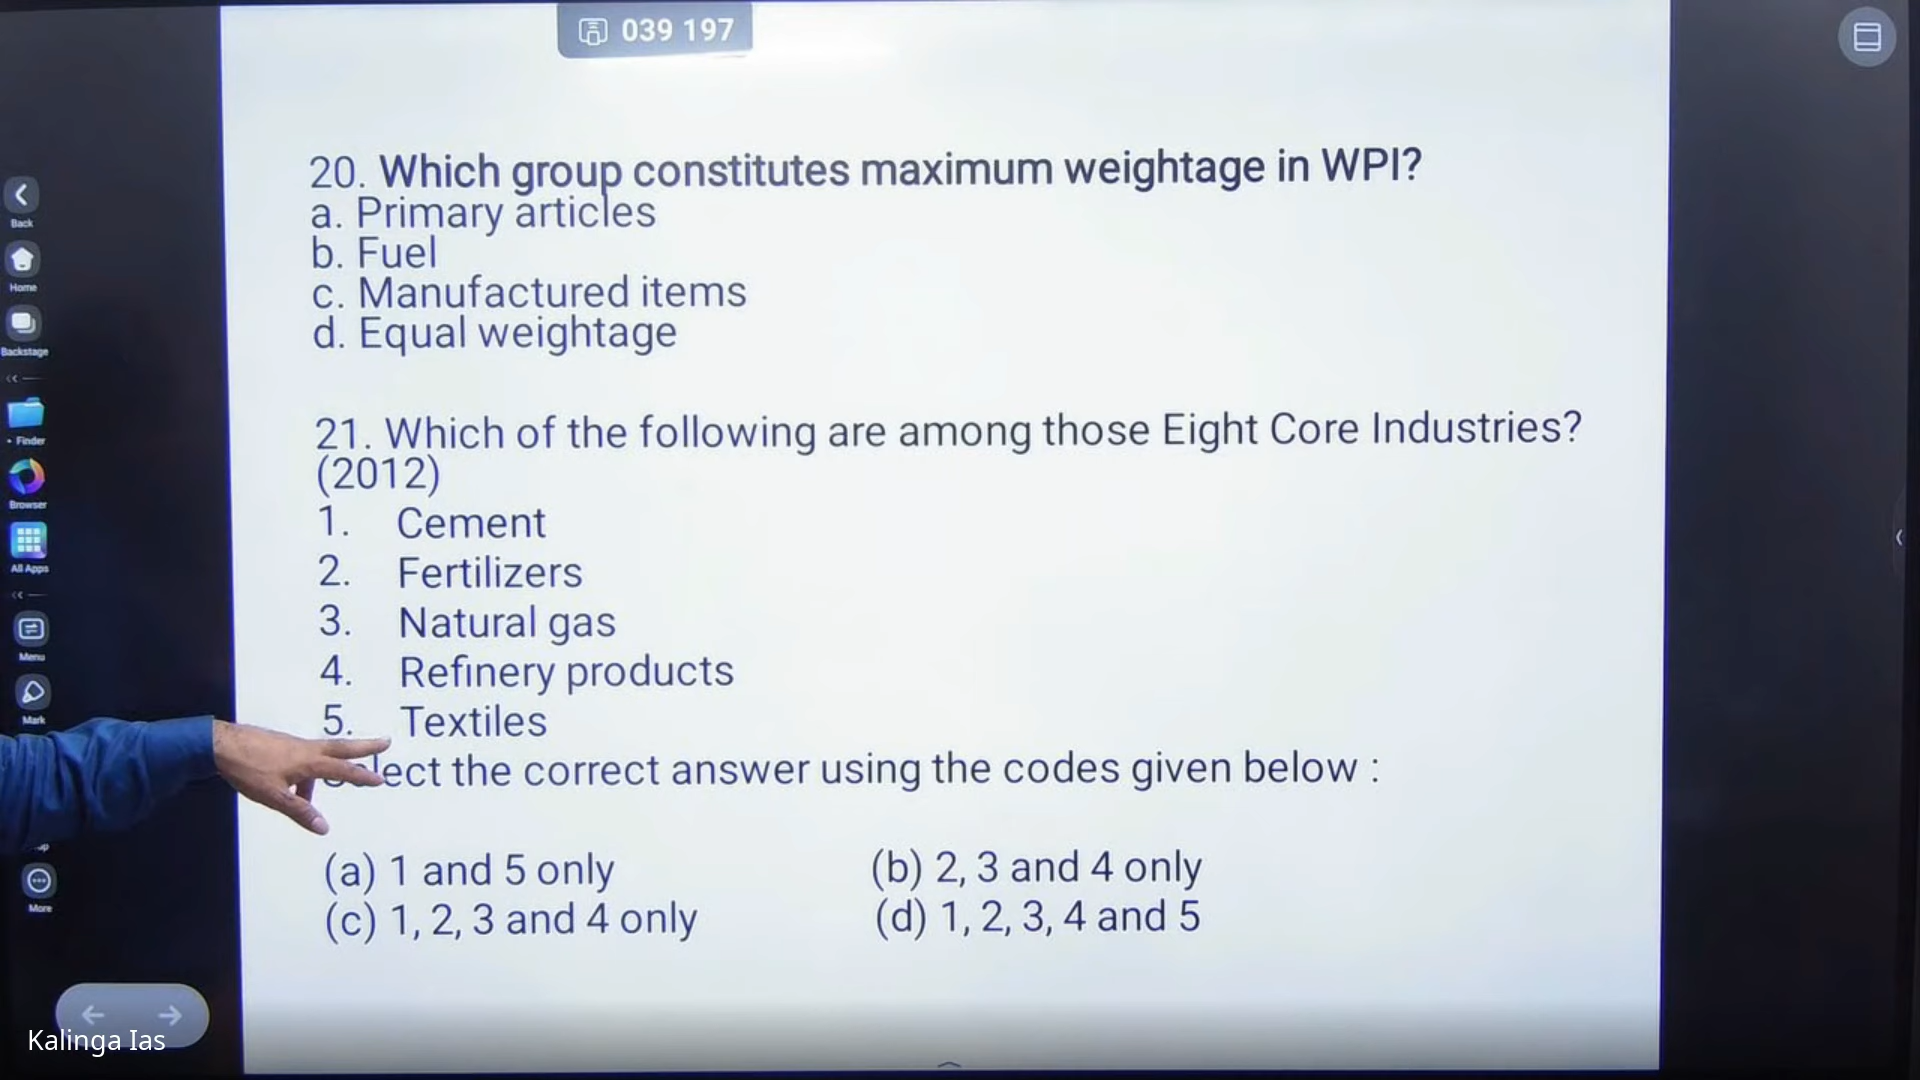 039 197
20. Which group constitutes maximum weightage in WPI?
a. Primary articles
b. Fuel
c. Manufactured items
d. Equal weightage
21. Which of the following are among those Eight Core Industries?
(2012)
1. Cement
2. Fertilizers
3. Natural gas
4. Refinery products
5. Textiles
lect the correct answer using the codes given below :
(a) 1 and 5 only
(b) 2, 3 and 4 only
(c) 1, 2, 3 and 4 only
(d) 1, 2, 3, 4 and 5
Back
Home
Backstage
Finder
Browser
All Apps
Menu
Mark
More
Kalinga Ias